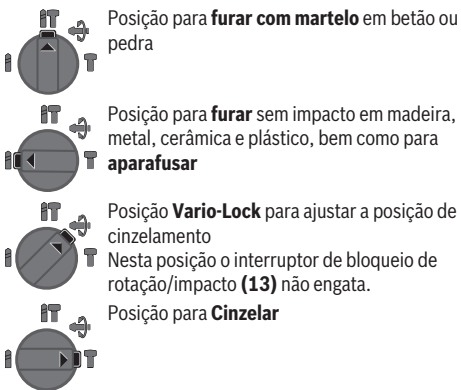 Posição para furar com martelo em betão ou
pedra
Posição para furar sem impacto em madeira,
metal, cerâmica e plástico, bem como para
aparafusar
Posição Vario-Lock para ajustar a posição de
cinzelamento
Nesta posição o interruptor de bloqueio de
rotação/impacto (13) não engata.
Posição para Cinzelar